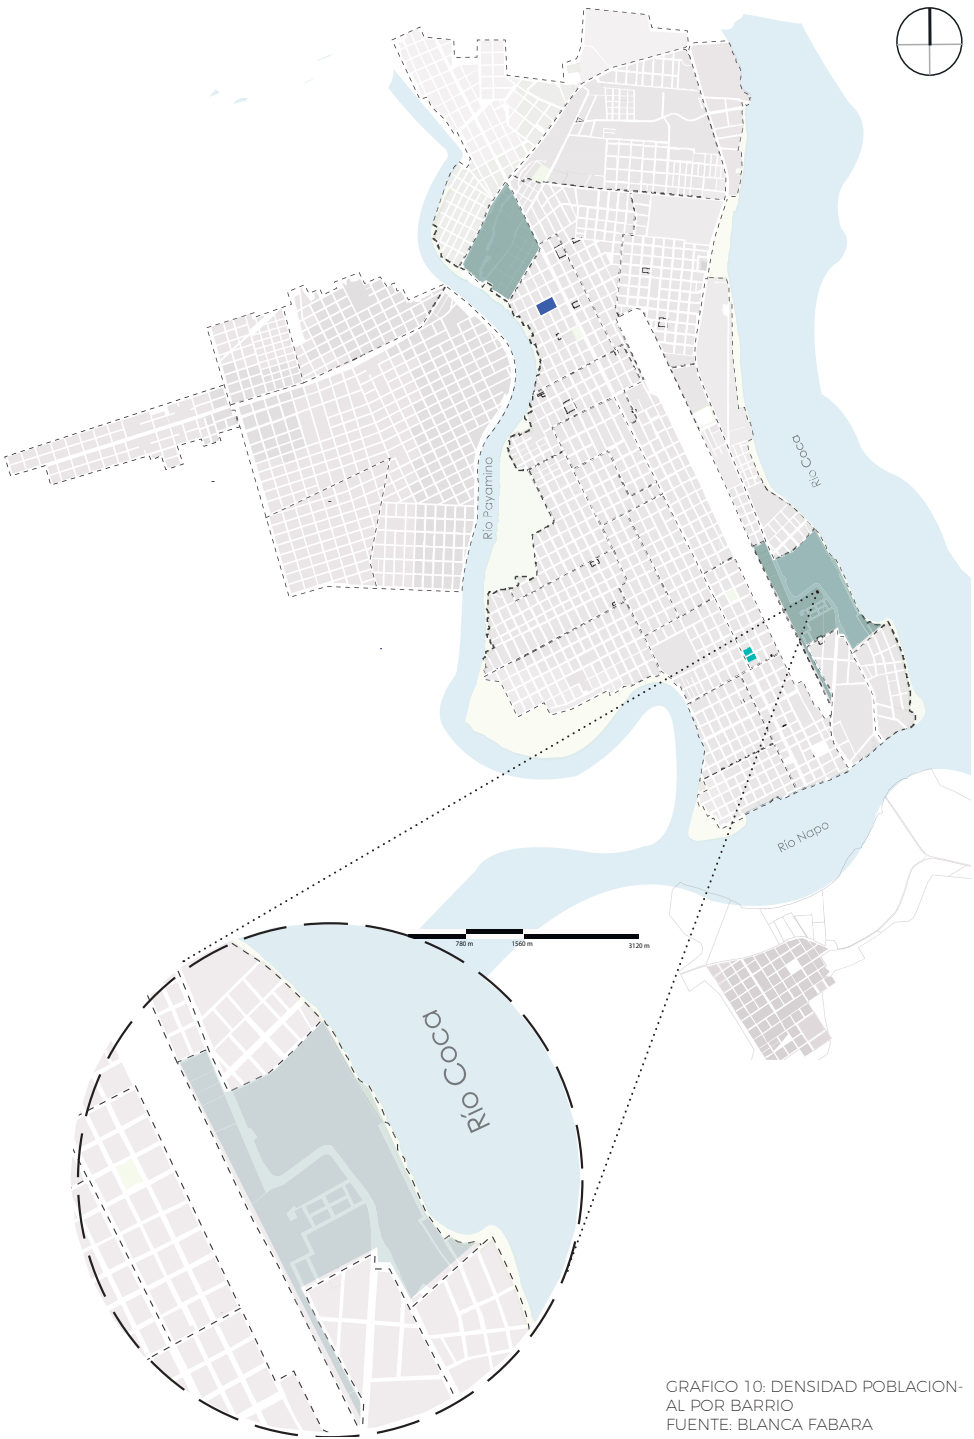 Río Coca
Río Payamino
Río Napo
780 m
1560 m
3120 m
Río Coca
GRAFICO 10: DENSIDAD POBLACION-
AL POR BARRIO
FUENTE: BLANCA FABARA